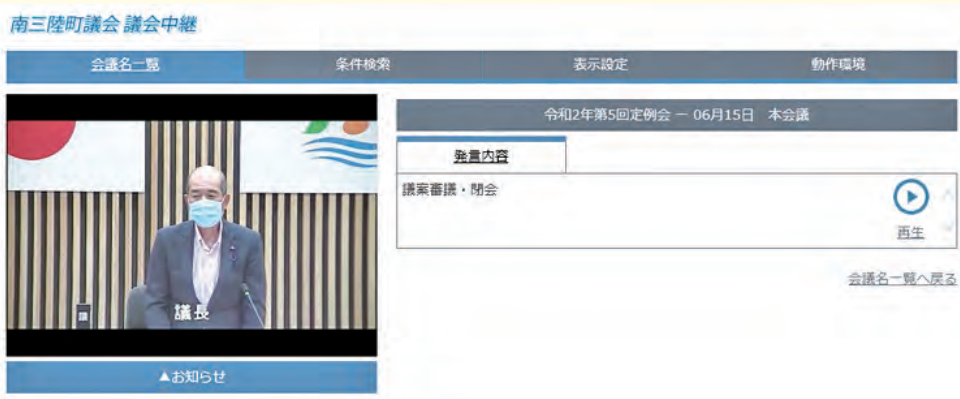 南三陸町議会 議会中継
会議名一覧 条件検索 表示設定 動作環境
令和2年第5回定例会 － 06月15日 本会議
発言内容
議案審議・閉会
再生
会議名一覧へ戻る
議長
▲お知らせ